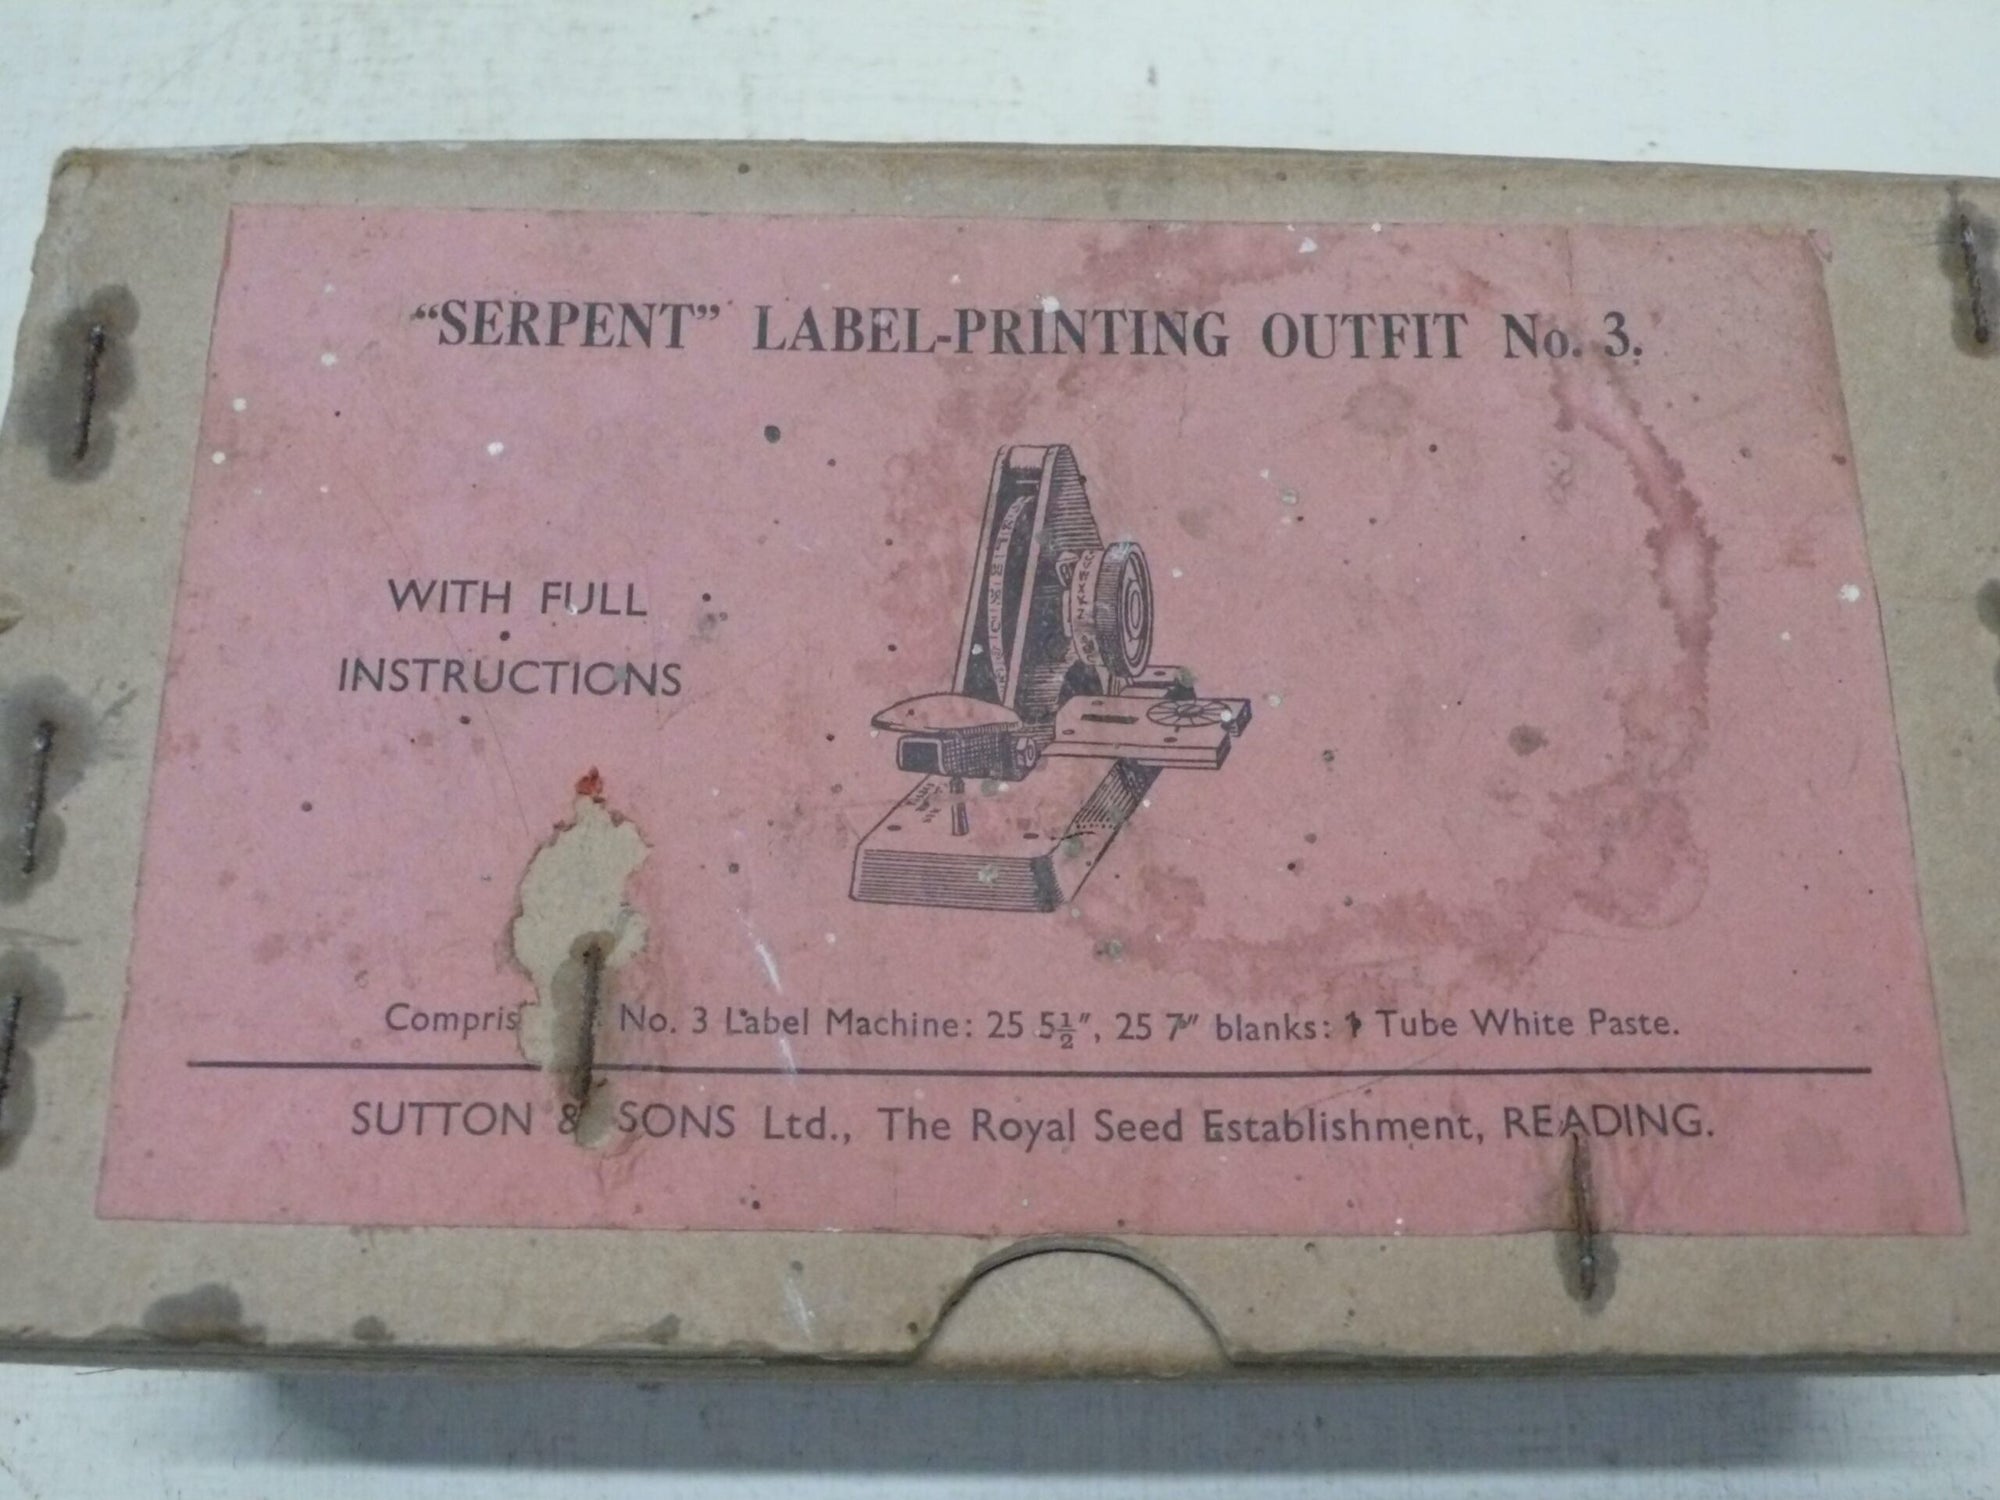 “SERPENT” LABEL-PRINTING OUTFIT No. 3.
WITH FULL
INSTRUCTIONS
Compris No. 3 Label Machine: 25 5½″, 25 7″ blanks: 1 Tube White Paste.
SUTTON & SONS Ltd., The Royal Seed Establishment, READING.